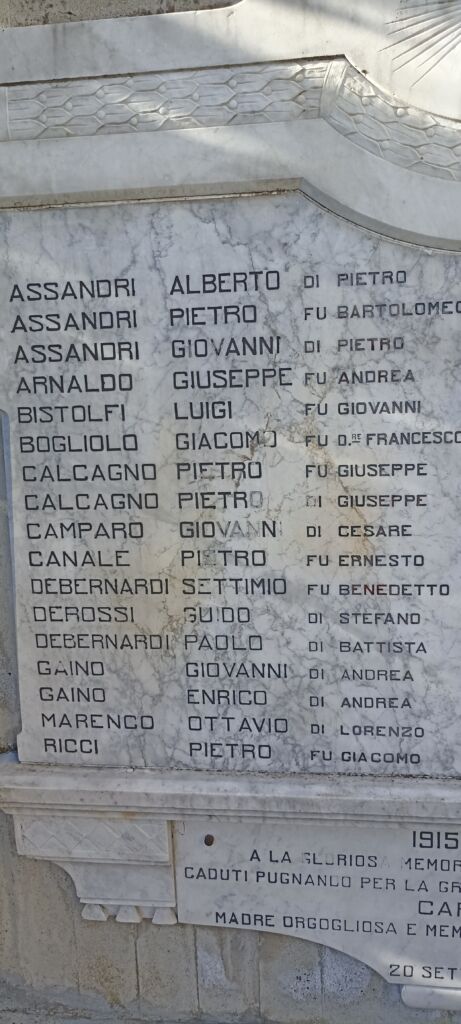 ASSANDRI ALBERTO DI PIETRO
ASSANDRI PIETRO FU BARTOLOMEO
ASSANDRI GIOVANNI DI PIETRO
ARNALDO GIUSEPPE FU ANDREA
BISTOLFI LUIGI FU GIOVANNI
BOGLIOLO GIACOMO FU D.RE FRANCESCO
CALCAGNO PIETRO FU GIUSEPPE
CALCAGNO PIETRO DI GIUSEPPE
CAMPARO GIOVANNI DI CESARE
CANALE PIETRO FU ERNESTO
DEBERNARDI SETTIMIO FU BENEDETTO
DEROSSI GUIDO DI STEFANO
DEBERNARDI PAOLO DI BATTISTA
GAINO GIOVANNI DI ANDREA
GAINO ENRICO DI ANDREA
MARENCO OTTAVIO DI LORENZO
RICCI PIETRO FU GIACOMO
1915
A LA GLORIOSA MEMOR
CADUTI PUGNANDO PER LA GR
CAR
MADRE ORGOGLIOSA E MEM
20 SET